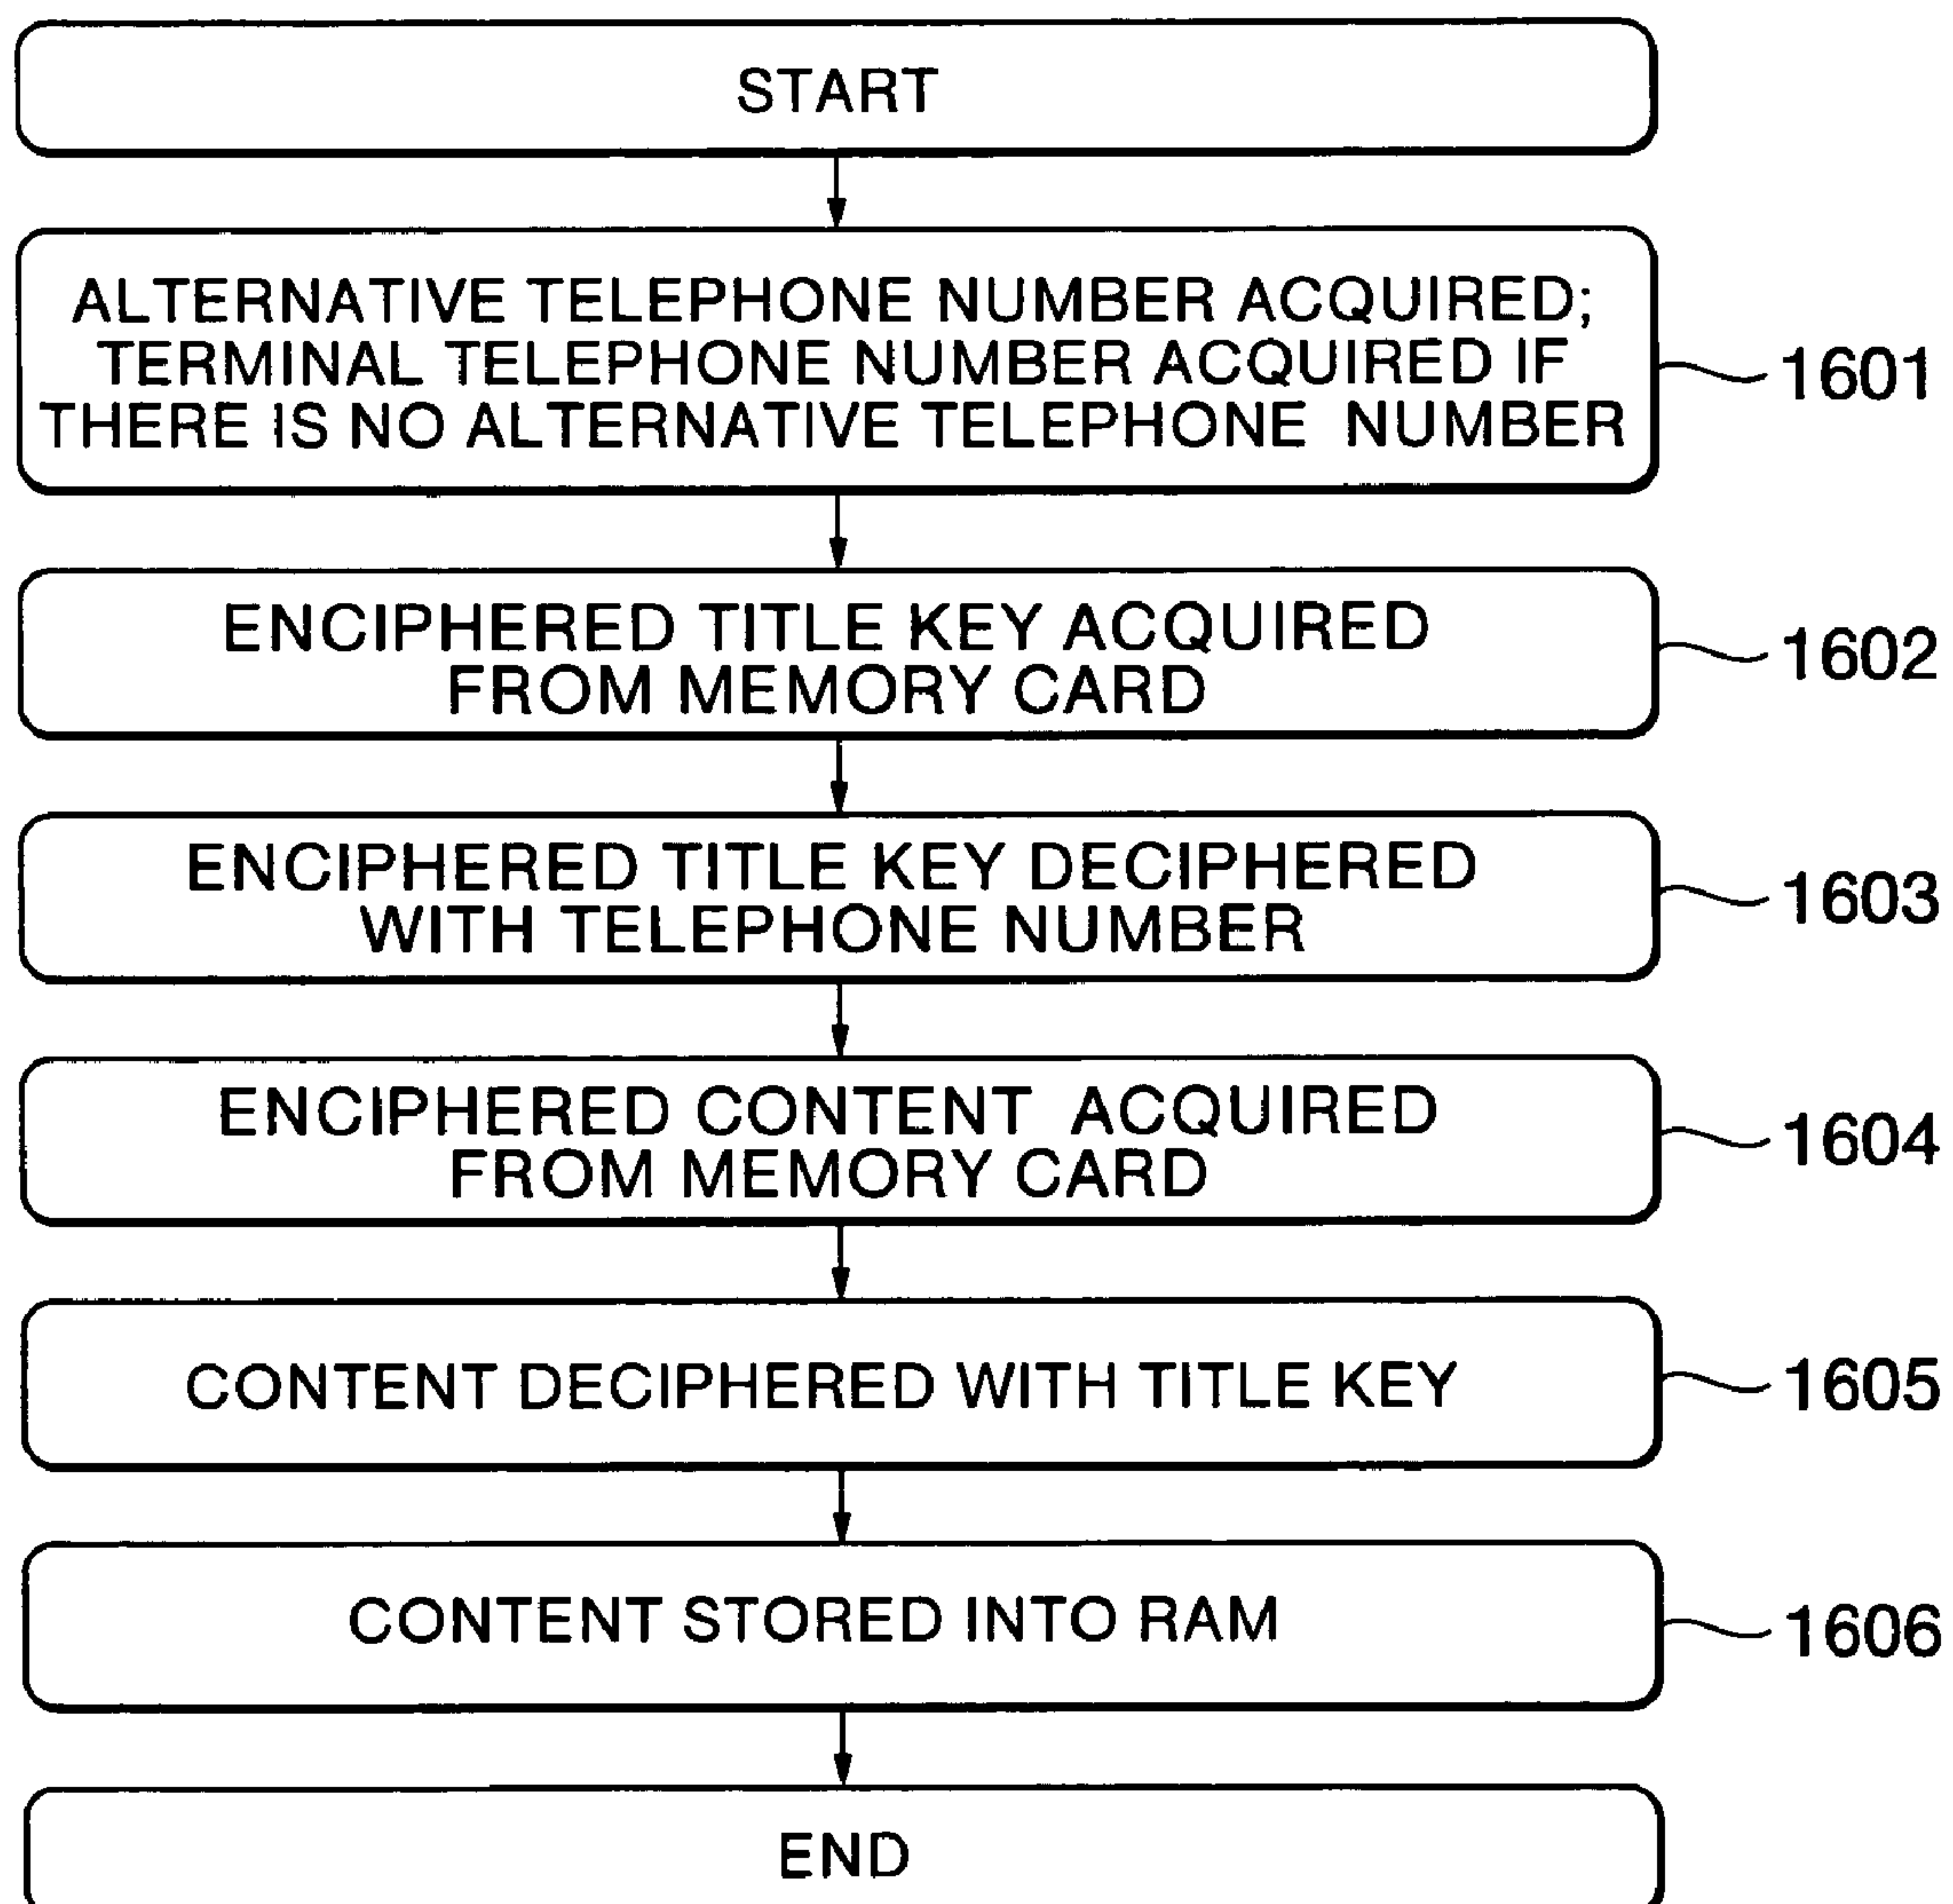 START
ALTERNATIVE TELEPHONE NUMBER ACQUIRED;
TERMINAL TELEPHONE NUMBER ACQUIRED IF
THERE IS NO ALTERNATIVE TELEPHONE NUMBER
1601
ENCIPHERED TITLE KEY ACQUIRED
FROM MEMORY CARD
1602
ENCIPHERED TITLE KEY DECIPHERED
WITH TELEPHONE NUMBER
1603
ENCIPHERED CONTENT ACQUIRED
FROM MEMORY CARD
1604
CONTENT DECIPHERED WITH TITLE KEY
1605
CONTENT STORED INTO RAM
1606
END